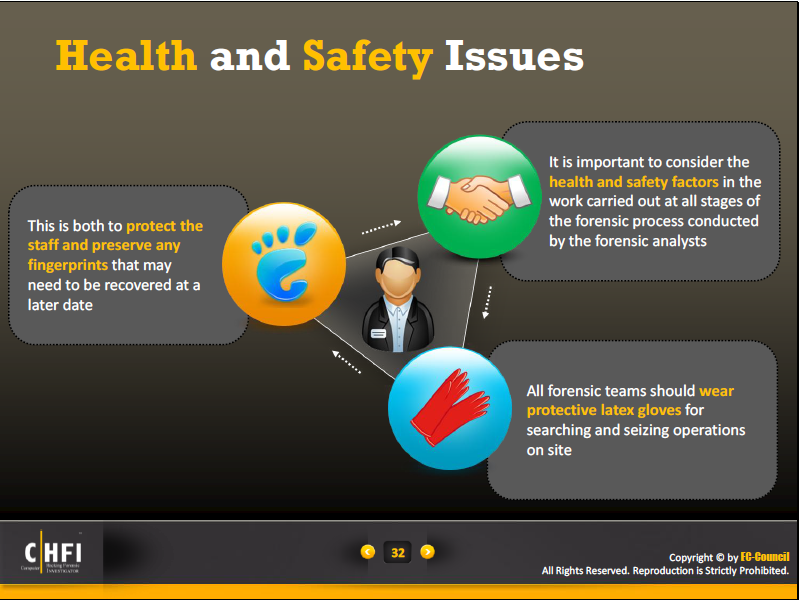 Health and Safety Issues
It is important to consider the
health and safety factors in the
work carried out at all stages of
the forensic process conducted
by the forensic analysts
This is both to protect the
staff and preserve any
fingerprints that may
need to be recovered at a
later date
All forensic teams should wear
protective latex gloves for
searching and seizing operations
on site
CHFI
Computer Hacking Forensic
INVESTIGATOR
32
Copyright © by EC-Council
All Rights Reserved. Reproduction is Strictly Prohibited.